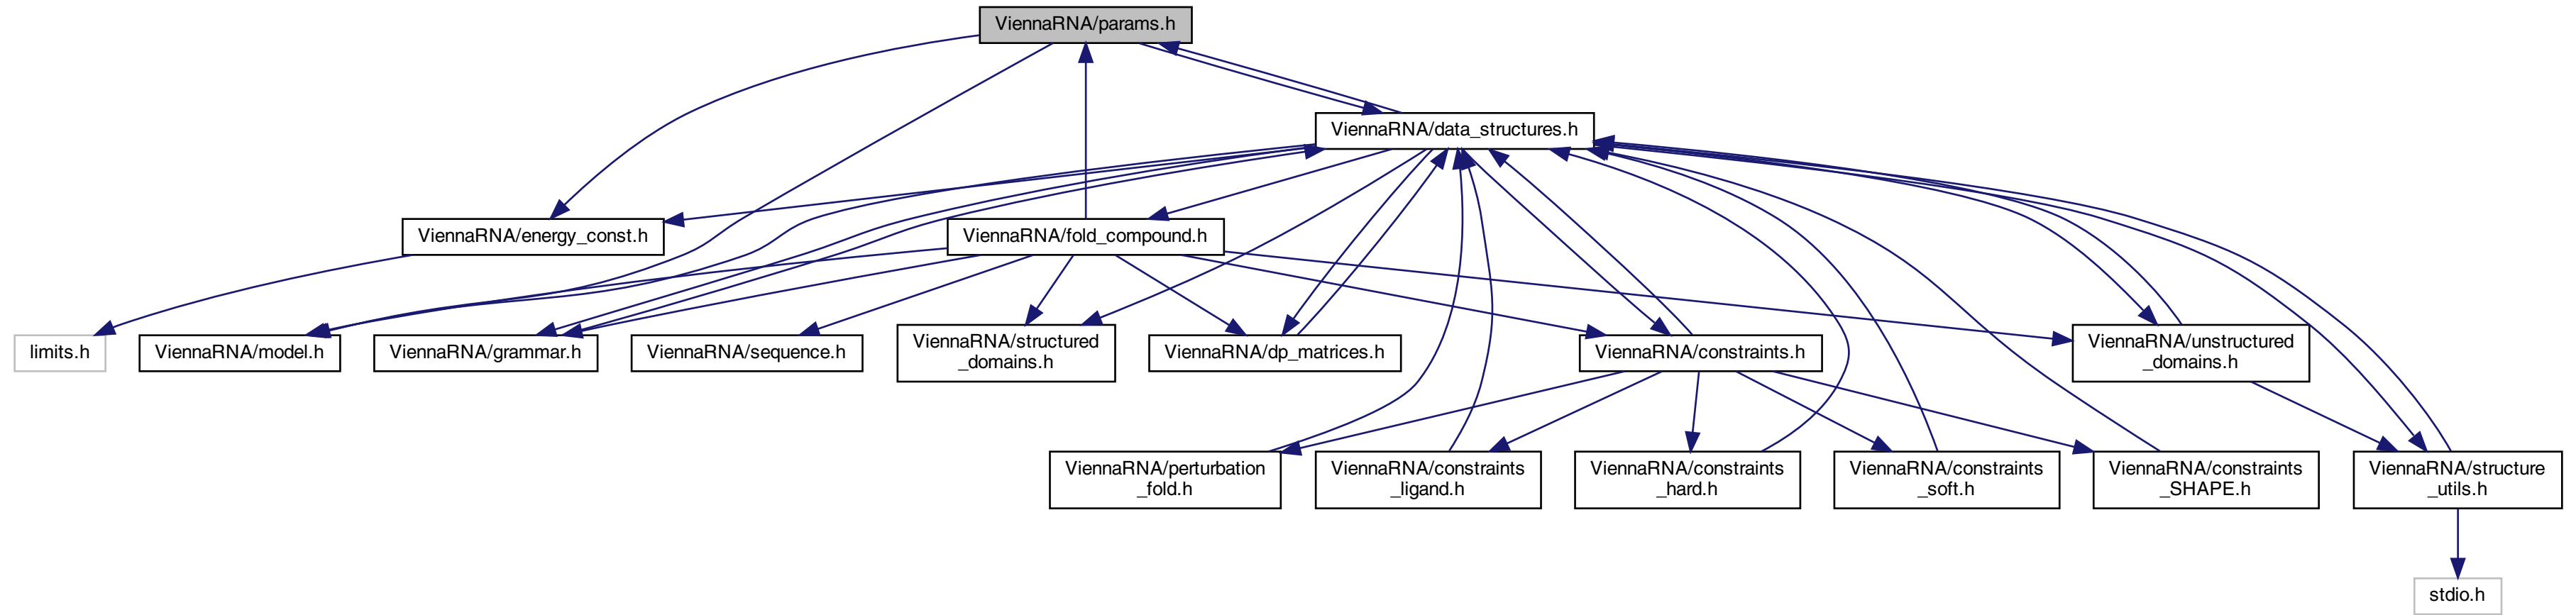 ViennaRNA/params.h
ViennaRNA/data_structures.h
ViennaRNA/energy_const.h
ViennaRNA/fold_compound.h
limits.h
ViennaRNA/model.h
ViennaRNA/grammar.h
ViennaRNA/sequence.h
ViennaRNA/structured
_domains.h
ViennaRNA/dp_matrices.h
ViennaRNA/constraints.h
ViennaRNA/unstructured
_domains.h
ViennaRNA/perturbation
_fold.h
ViennaRNA/constraints
_ligand.h
ViennaRNA/constraints
_hard.h
ViennaRNA/constraints
_soft.h
ViennaRNA/constraints
_SHAPE.h
ViennaRNA/structure
_utils.h
stdio.h